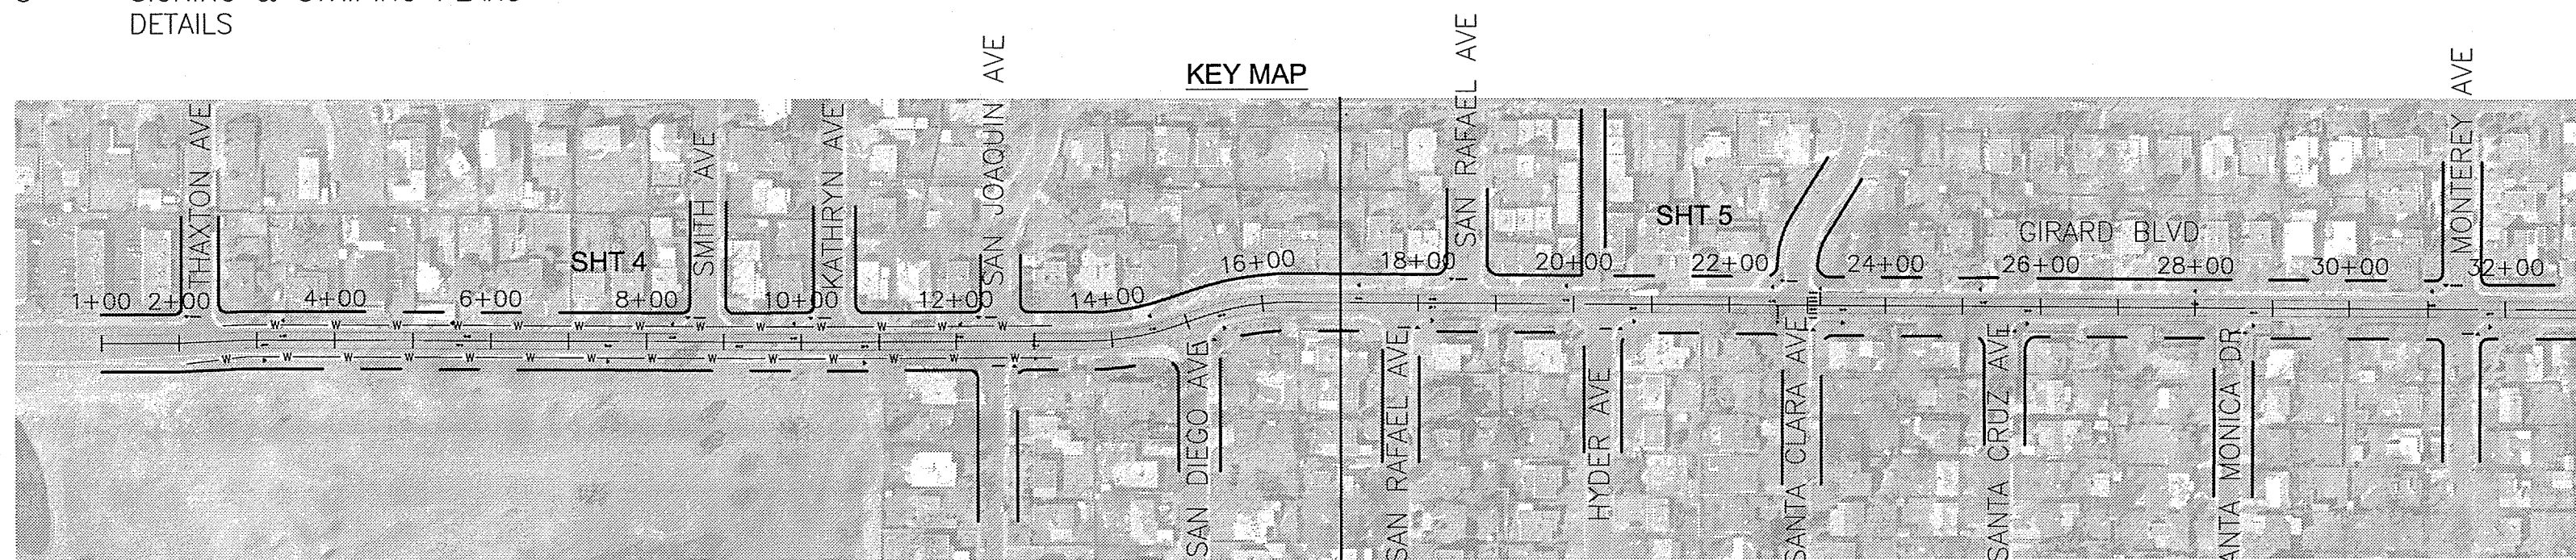 DETAILS
KEY MAP
THAXTON AVE
SMITH AVE
KATHRYN AVE
SAN JOAQUIN AVE
SAN RAFAEL AVE
MONTEREY AVE
SHT 4
SHT 5
GIRARD BLVD
1+00 2+00 4+00 6+00 8+00 10+00 12+00 14+00 16+00 18+00 20+00 22+00 24+00 26+00 28+00 30+00 32+00
W W W W W W W W W W W W W
W W W W W W W W W W W W W W
SAN DIEGO AVE
SAN RAFAEL AVE
HYDER AVE
SANTA CLARA AVE
SANTA CRUZ AVE
ANTA MONICA DR